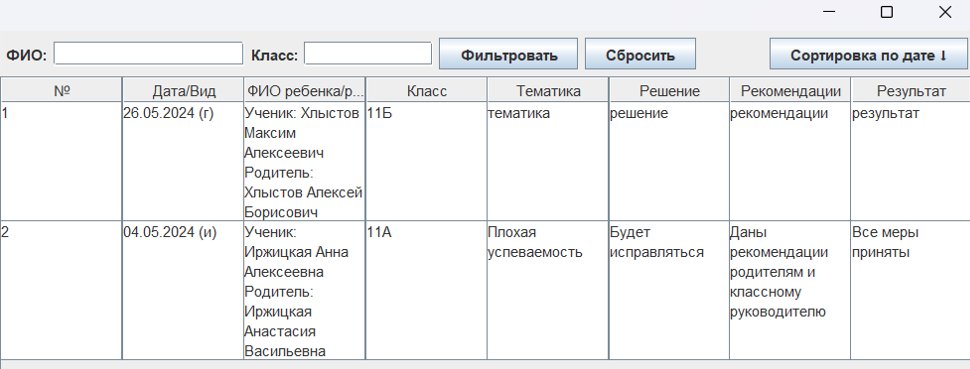 ФИО: Класс: Фильтровать Сбросить Сортировка по дате ↓
№ Дата/Вид ФИО ребенка/р... Класс Тематика Решение Рекомендации Результат
1 26.05.2024 (г) Ученик: Хлыстов 11Б тематика решение рекомендации результат
Максим
Алексеевич
Родитель:
Хлыстов Алексей
Борисович
2 04.05.2024 (и) Ученик: 11А Плохая Будет Даны Все меры
Иржицкая Анна успеваемость исправляться рекомендации приняты
Алексеевна родителям и
Родитель: классному
Иржицкая руководителю
Анастасия
Васильевна